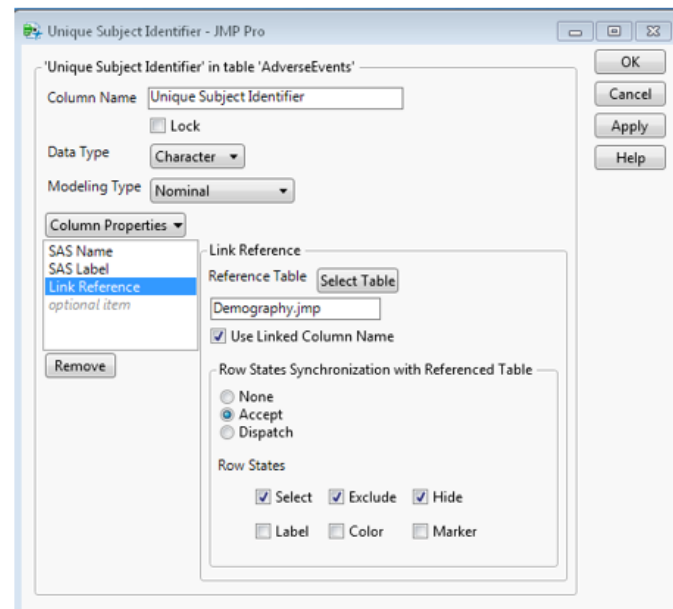 Unique Subject Identifier - JMP Pro
'Unique Subject Identifier' in table 'AdverseEvents'
OK
Column Name Unique Subject Identifier
Cancel
Lock
Apply
Data Type Character
Help
Modeling Type Nominal
Column Properties
SAS Name
SAS Label
Link Reference
optional item
Remove
Link Reference
Reference Table Select Table
Demography.jmp
Use Linked Column Name
Row States Synchronization with Referenced Table
None
Accept
Dispatch
Row States
Select Exclude Hide
Label Color Marker